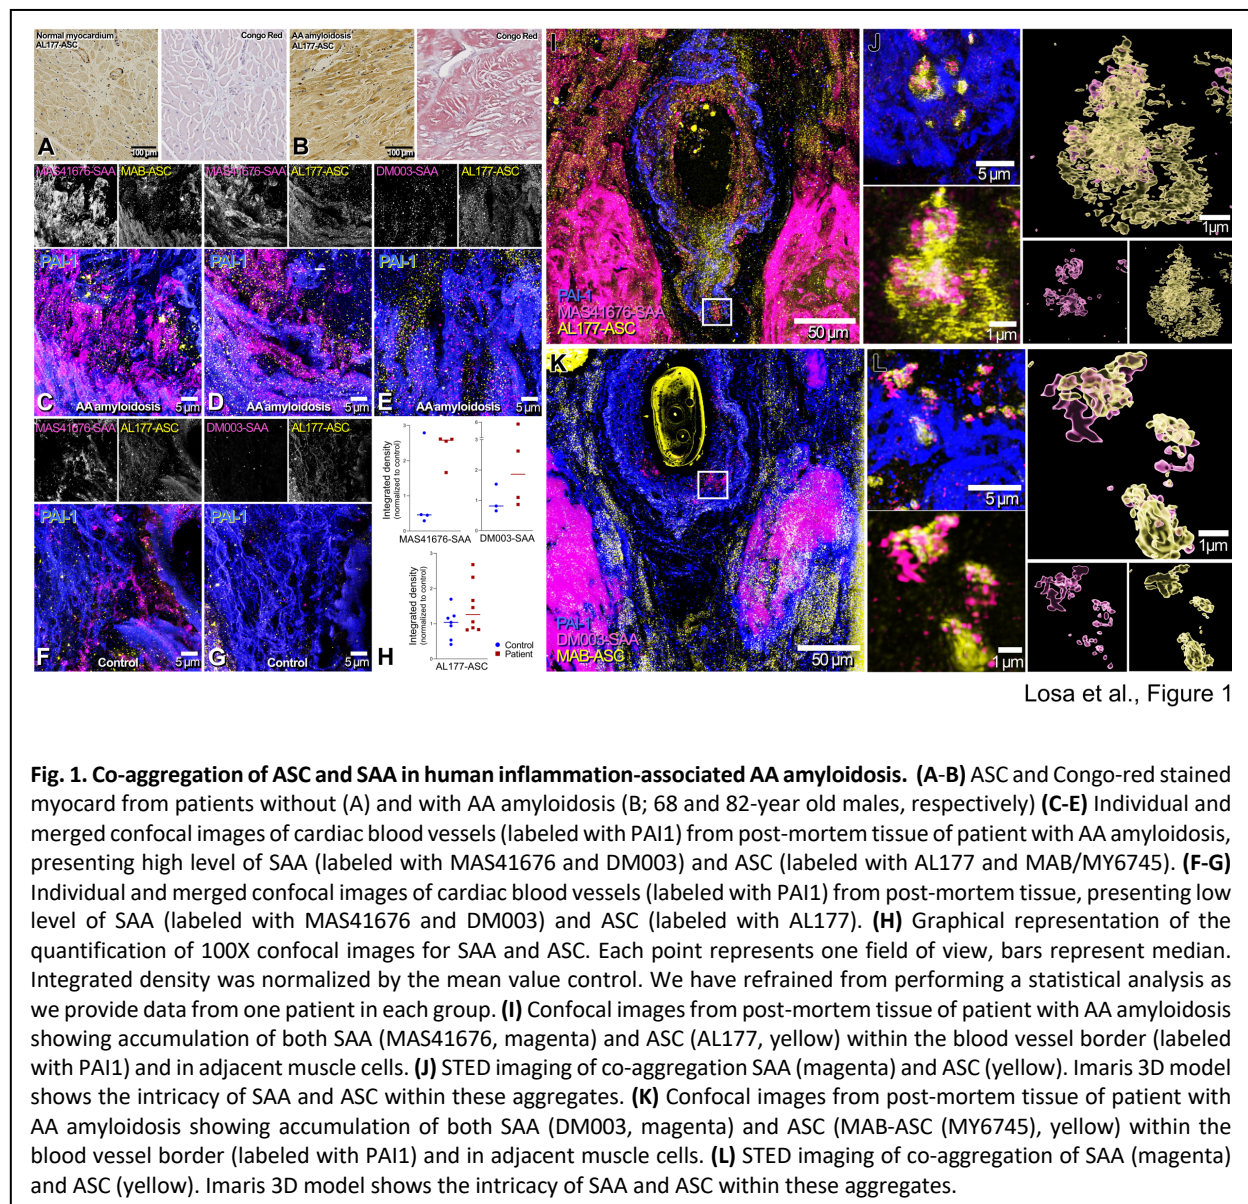 Normal myocardium
AL177-ASC
Congo Red
A
100 µm
AA amyloidosis
AL177-ASC
Congo Red
B
100 µm
MAS41676-SAA
MAB-ASC
MAS41676-SAA
AL177-ASC
DM003-SAA
AL177-ASC
PAI-1
C
AA amyloidosis
5 µm
PAI-1
D
AA amyloidosis
5 µm
PAI-1
E
AA amyloidosis
5 µm
MAS41676-SAA
AL177-ASC
DM003-SAA
AL177-ASC
PAI-1
F
Control
5 µm
PAI-1
G
Control
5 µm
H
Integrated density
(normalized to control)
3
2
1
0
MAS41676-SAA
Integrated density
(normalized to control)
DM003-SAA
Integrated density
(normalized to control)
3
2
1
0
AL177-ASC
Control
Patient
I
PAI-1
MAS41676-SAA
AL177-ASC
50 µm
J
5 µm
1 µm
1µm
K
PAI-1
DM003-SAA
MAB-ASC
50 µm
L
5 µm
1 µm
1µm
Losa et al., Figure 1
Fig. 1. Co-aggregation of ASC and SAA in human inflammation-associated AA amyloidosis. (A-B) ASC and Congo-red stained
myocard from patients without (A) and with AA amyloidosis (B; 68 and 82-year old males, respectively) (C-E) Individual and
merged confocal images of cardiac blood vessels (labeled with PAI1) from post-mortem tissue of patient with AA amyloidosis,
presenting high level of SAA (labeled with MAS41676 and DM003) and ASC (labeled with AL177 and MAB/MY6745). (F-G)
Individual and merged confocal images of cardiac blood vessels (labeled with PAI1) from post-mortem tissue, presenting low
level of SAA (labeled with MAS41676 and DM003) and ASC (labeled with AL177). (H) Graphical representation of the
quantification of 100X confocal images for SAA and ASC. Each point represents one field of view, bars represent median.
Integrated density was normalized by the mean value control. We have refrained from performing a statistical analysis as
we provide data from one patient in each group. (I) Confocal images from post-mortem tissue of patient with AA amyloidosis
showing accumulation of both SAA (MAS41676, magenta) and ASC (AL177, yellow) within the blood vessel border (labeled
with PAI1) and in adjacent muscle cells. (J) STED imaging of co-aggregation SAA (magenta) and ASC (yellow). Imaris 3D model
shows the intricacy of SAA and ASC within these aggregates. (K) Confocal images from post-mortem tissue of patient with
AA amyloidosis showing accumulation of both SAA (DM003, magenta) and ASC (MAB-ASC (MY6745), yellow) within the
blood vessel border (labeled with PAI1) and in adjacent muscle cells. (L) STED imaging of co-aggregation of SAA (magenta)
and ASC (yellow). Imaris 3D model shows the intricacy of SAA and ASC within these aggregates.